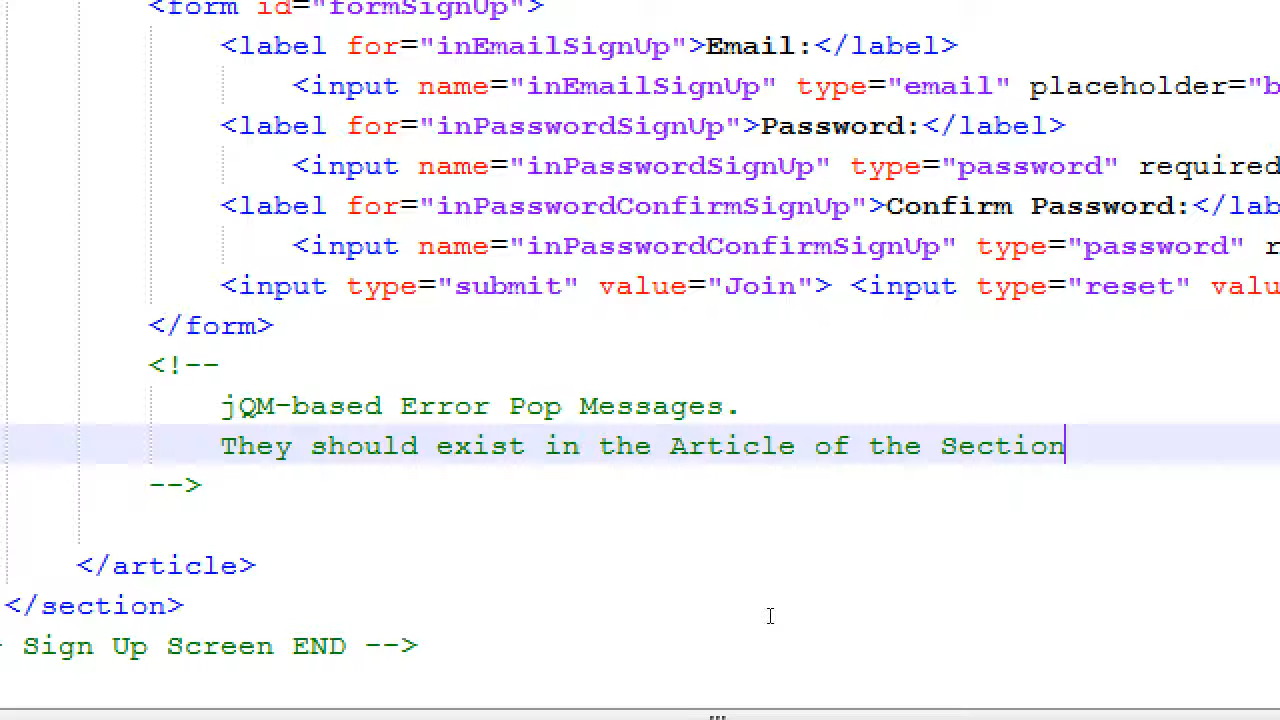 <form id="formSignUp">
<label for="inEmailSignUp">Email:</label>
<input name="inEmailSignUp" type="email" placeholder="b
<label for="inPasswordSignUp">Password:</label>
<input name="inPasswordSignUp" type="password" required
<label for="inPasswordConfirmSignUp">Confirm Password:</lab
<input name="inPasswordConfirmSignUp" type="password" r
<input type="submit" value="Join"> <input type="reset" valu
</form>
<!--
jQM-based Error Pop Messages.
They should exist in the Article of the Section
-->
</article>
</section>
- Sign Up Screen END -->